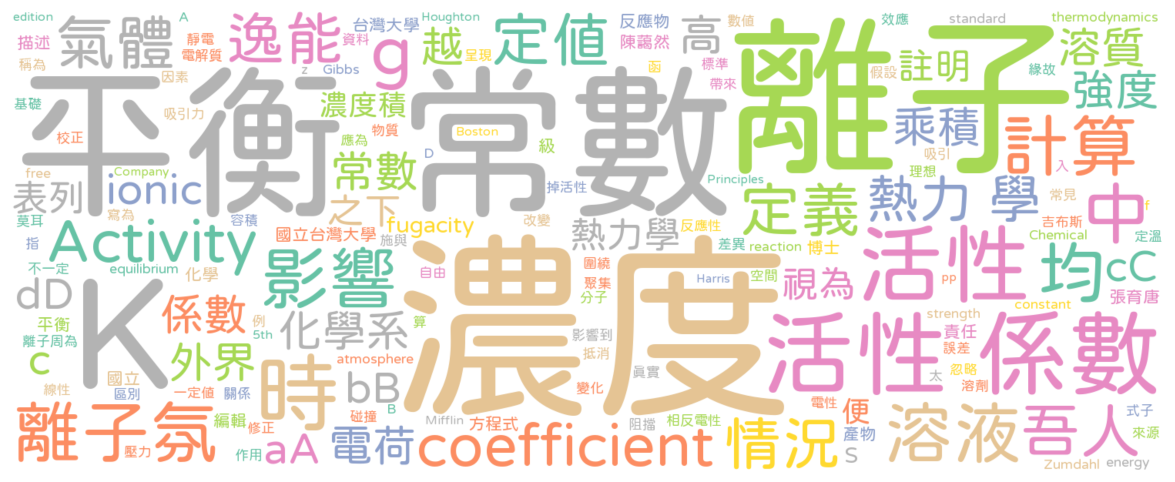 edition A 台灣大學 Houghton 反應物 效應 standard thermodynamics
氣體 靜電 逸能 資料 g 越 定值 陳藹然 高 數值 離子 註明 緣故 溶質
描述 電解質 呈現 函 標準 假設
稱為 因素 z Gibbs 帶來 強度
平衡常數
基礎 吸引力 濃度積 乘積
校正 應為 物質 Boston 級 吸引 計算
free Company D 掉活性 Principles 理想 入
表列 ionic 常數 定義 熱力 學 常見 中 f
莫耳 寫為 容積 之下 fugacity 改變 吉布斯
指 Activity 國立台灣大學 施與 熱力學 反應性 差異 reaction 博士 活性 Chemical 定溫
不一定 equilibrium 化學 影響 自由 圍繞 Harris 空間 視為 pp 均 cC
dD K 聚集 濃度 分子 constant 張育唐
平衡 係數 例 化學系 算 影響到 活性係數 strength 責任
離子周為 5th 抵消 忽略 誤差
c 國立 外界 atmosphere 變化 眞實 太 溶劑
線性 區別 一定值 關係 時 bB B 電性 式子
離子氛 編輯 碰撞 Mifflin 方程式 阻擋 相反電性 便 溶液 吾人 來源
修正 電荷 coefficient 情況 產物
壓力 作用 aA S Zumdahl energy